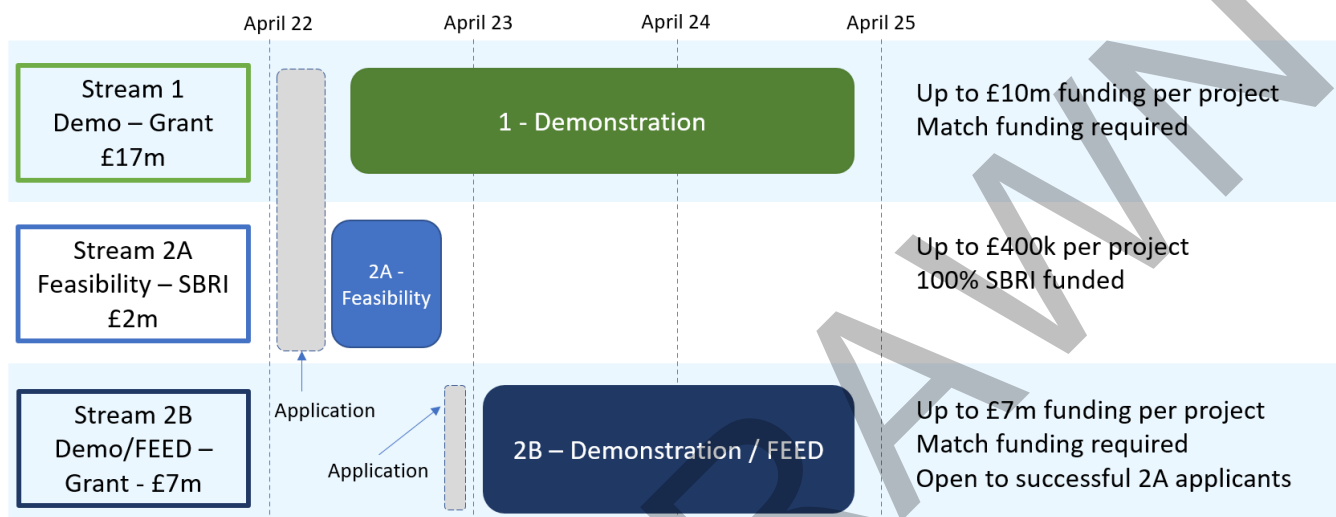 April 22
April 23
April 24
April 25
Stream 1
Demo – Grant
£17m
1 - Demonstration
Up to £10m funding per project
Match funding required
Stream 2A
Feasibility – SBRI
£2m
2A -
Feasibility
Up to £400k per project
100% SBRI funded
Application
Stream 2B
Demo/FEED –
Grant - £7m
Application
2B – Demonstration / FEED
Up to £7m funding per project
Match funding required
Open to successful 2A applicants